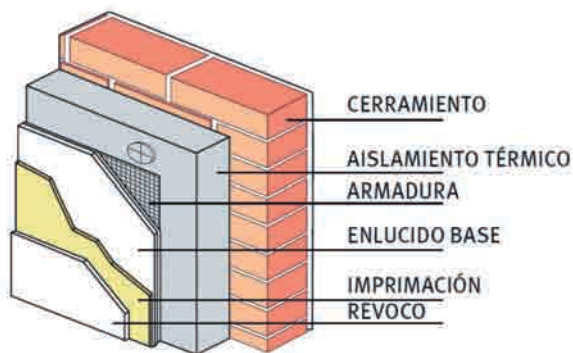 CERRAMIENTO
AISLAMIENTO TÉRMICO
ARMADURA
ENLUCIDO BASE
IMPRIMACIÓN
REVOCO